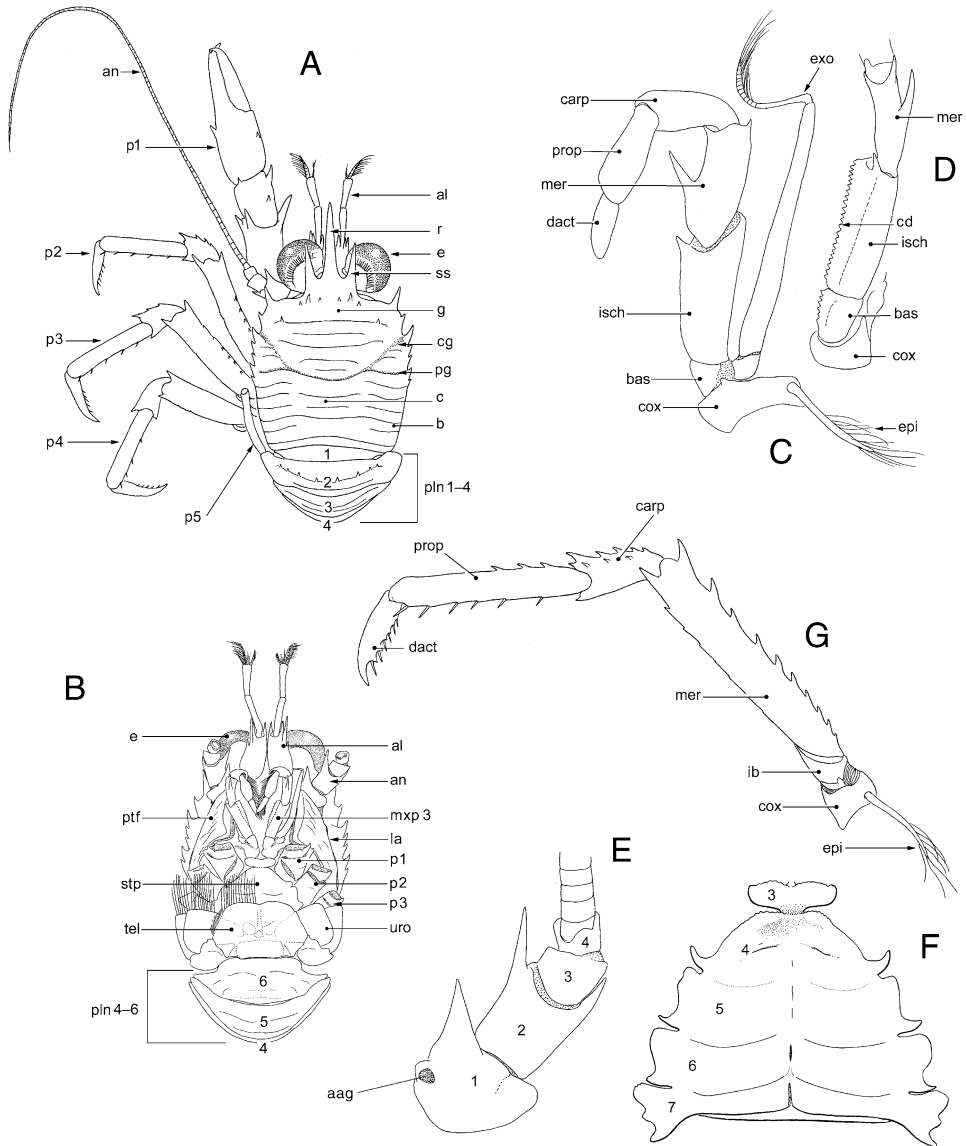 A
an
p1
al
r
p2
e
ss
g
p3
cg
pg
c
b
p4
1
2
3
4
pln 1–4
p5
exo
carp
mer
prop
D
mer
dact
cd
isch
isch
bas
bas
cox
cox
epi
C
carp
prop
G
dact
mer
ib
cox
epi
B
e
al
an
ptf
mxp 3
la
p1
stp
p2
p3
tel
uro
6
pln 4–6
5
4
E
4
3
2
1
aag
F
3
4
5
6
7